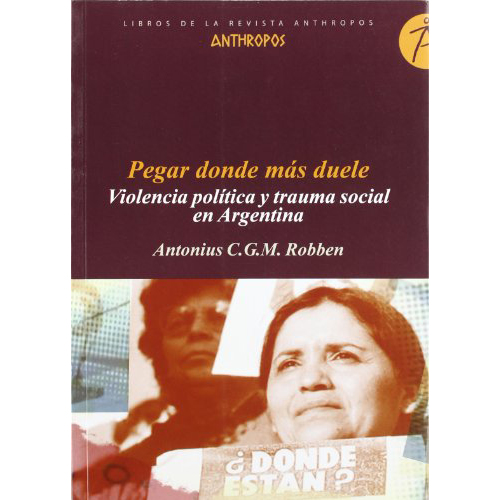 LIBROS DE LA REVISTA ANTHROPOS
ANTHROPOS
Pegar donde más duele
Violencia política y trauma social
en Argentina
Antonius C.G.M. Robben
¿DONDE
ESTAN?